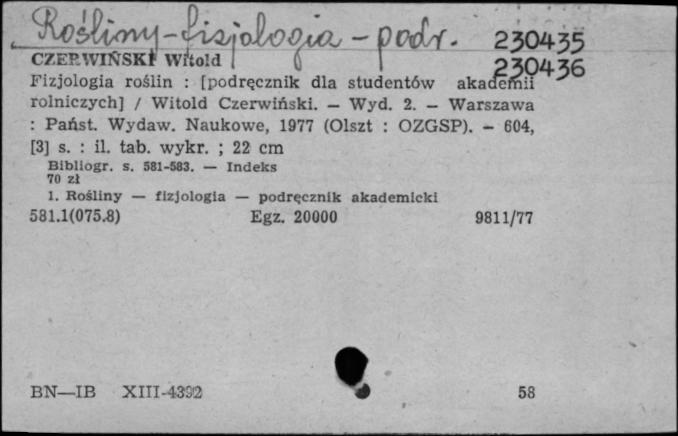 Rośliny - fizjologia - podr.
230435
CZERWIŃSKI Witold
230436
Fizjologia roślin : [podręcznik dla studentów akademii
rolniczych] / Witold Czerwiński. — Wyd. 2. — Warszawa
: Państ. Wydaw. Naukowe, 1977 (Olszt : OZGSP). — 604,
[3] s. : il. tab. wykr. ; 22 cm
Bibliogr. s. 581-583. — Indeks
70 zł
1. Rośliny — fizjologia — podręcznik akademicki
581.1(075.8) Egz. 20000 9811/77
BN—IB XIII-4392 58